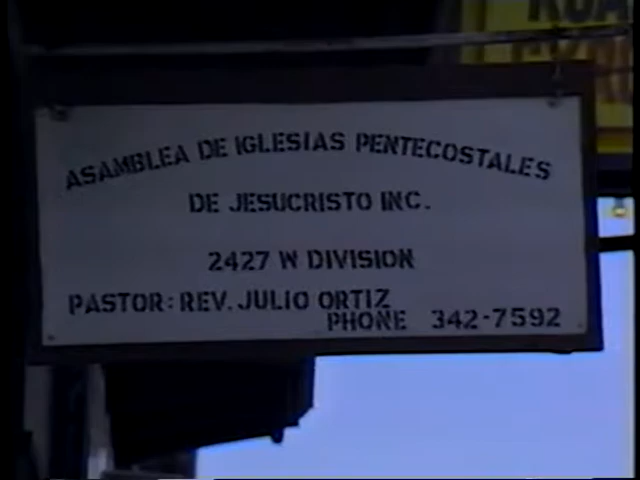 ASAMBLEA DE IGLESIAS PENTECOSTALES
DE JESUCRISTO INC.
2427 W DIVISION
PASTOR: REV. JULIO ORTIZ
PHONE 342-7592